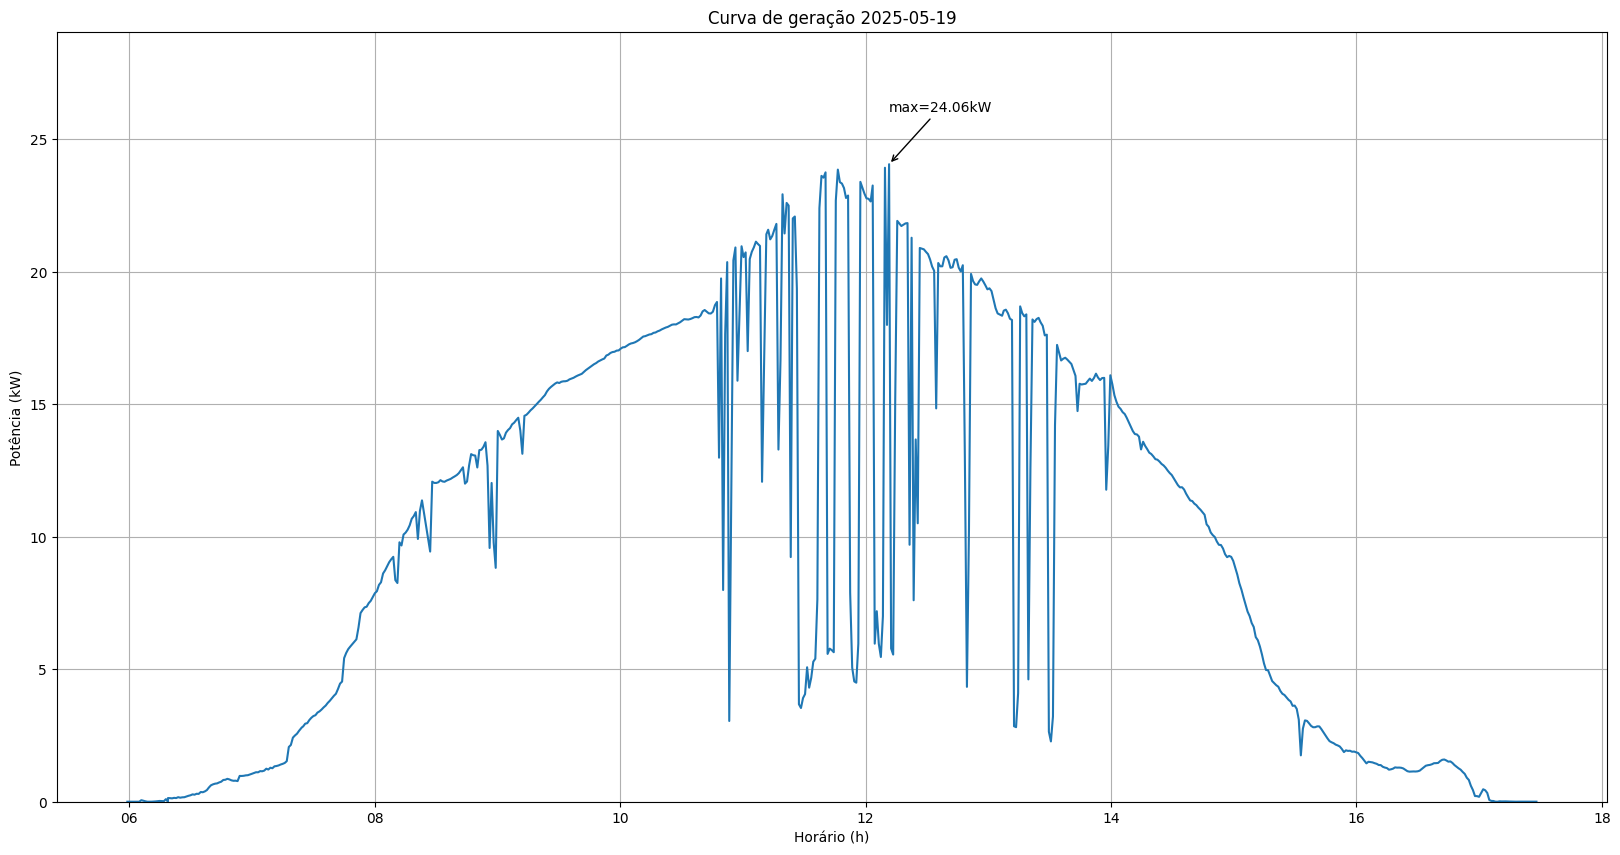 Curva de geração 2025-05-19
max=24.06kW
25
20
15
10
5
0
Potência (kW)
06 08 10 12 14 16 18
Horário (h)